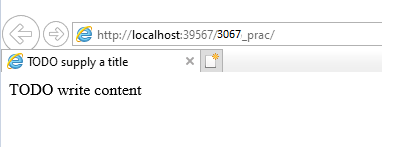 http://localhost:39567/3067_prac/
TODO supply a title
TODO write content